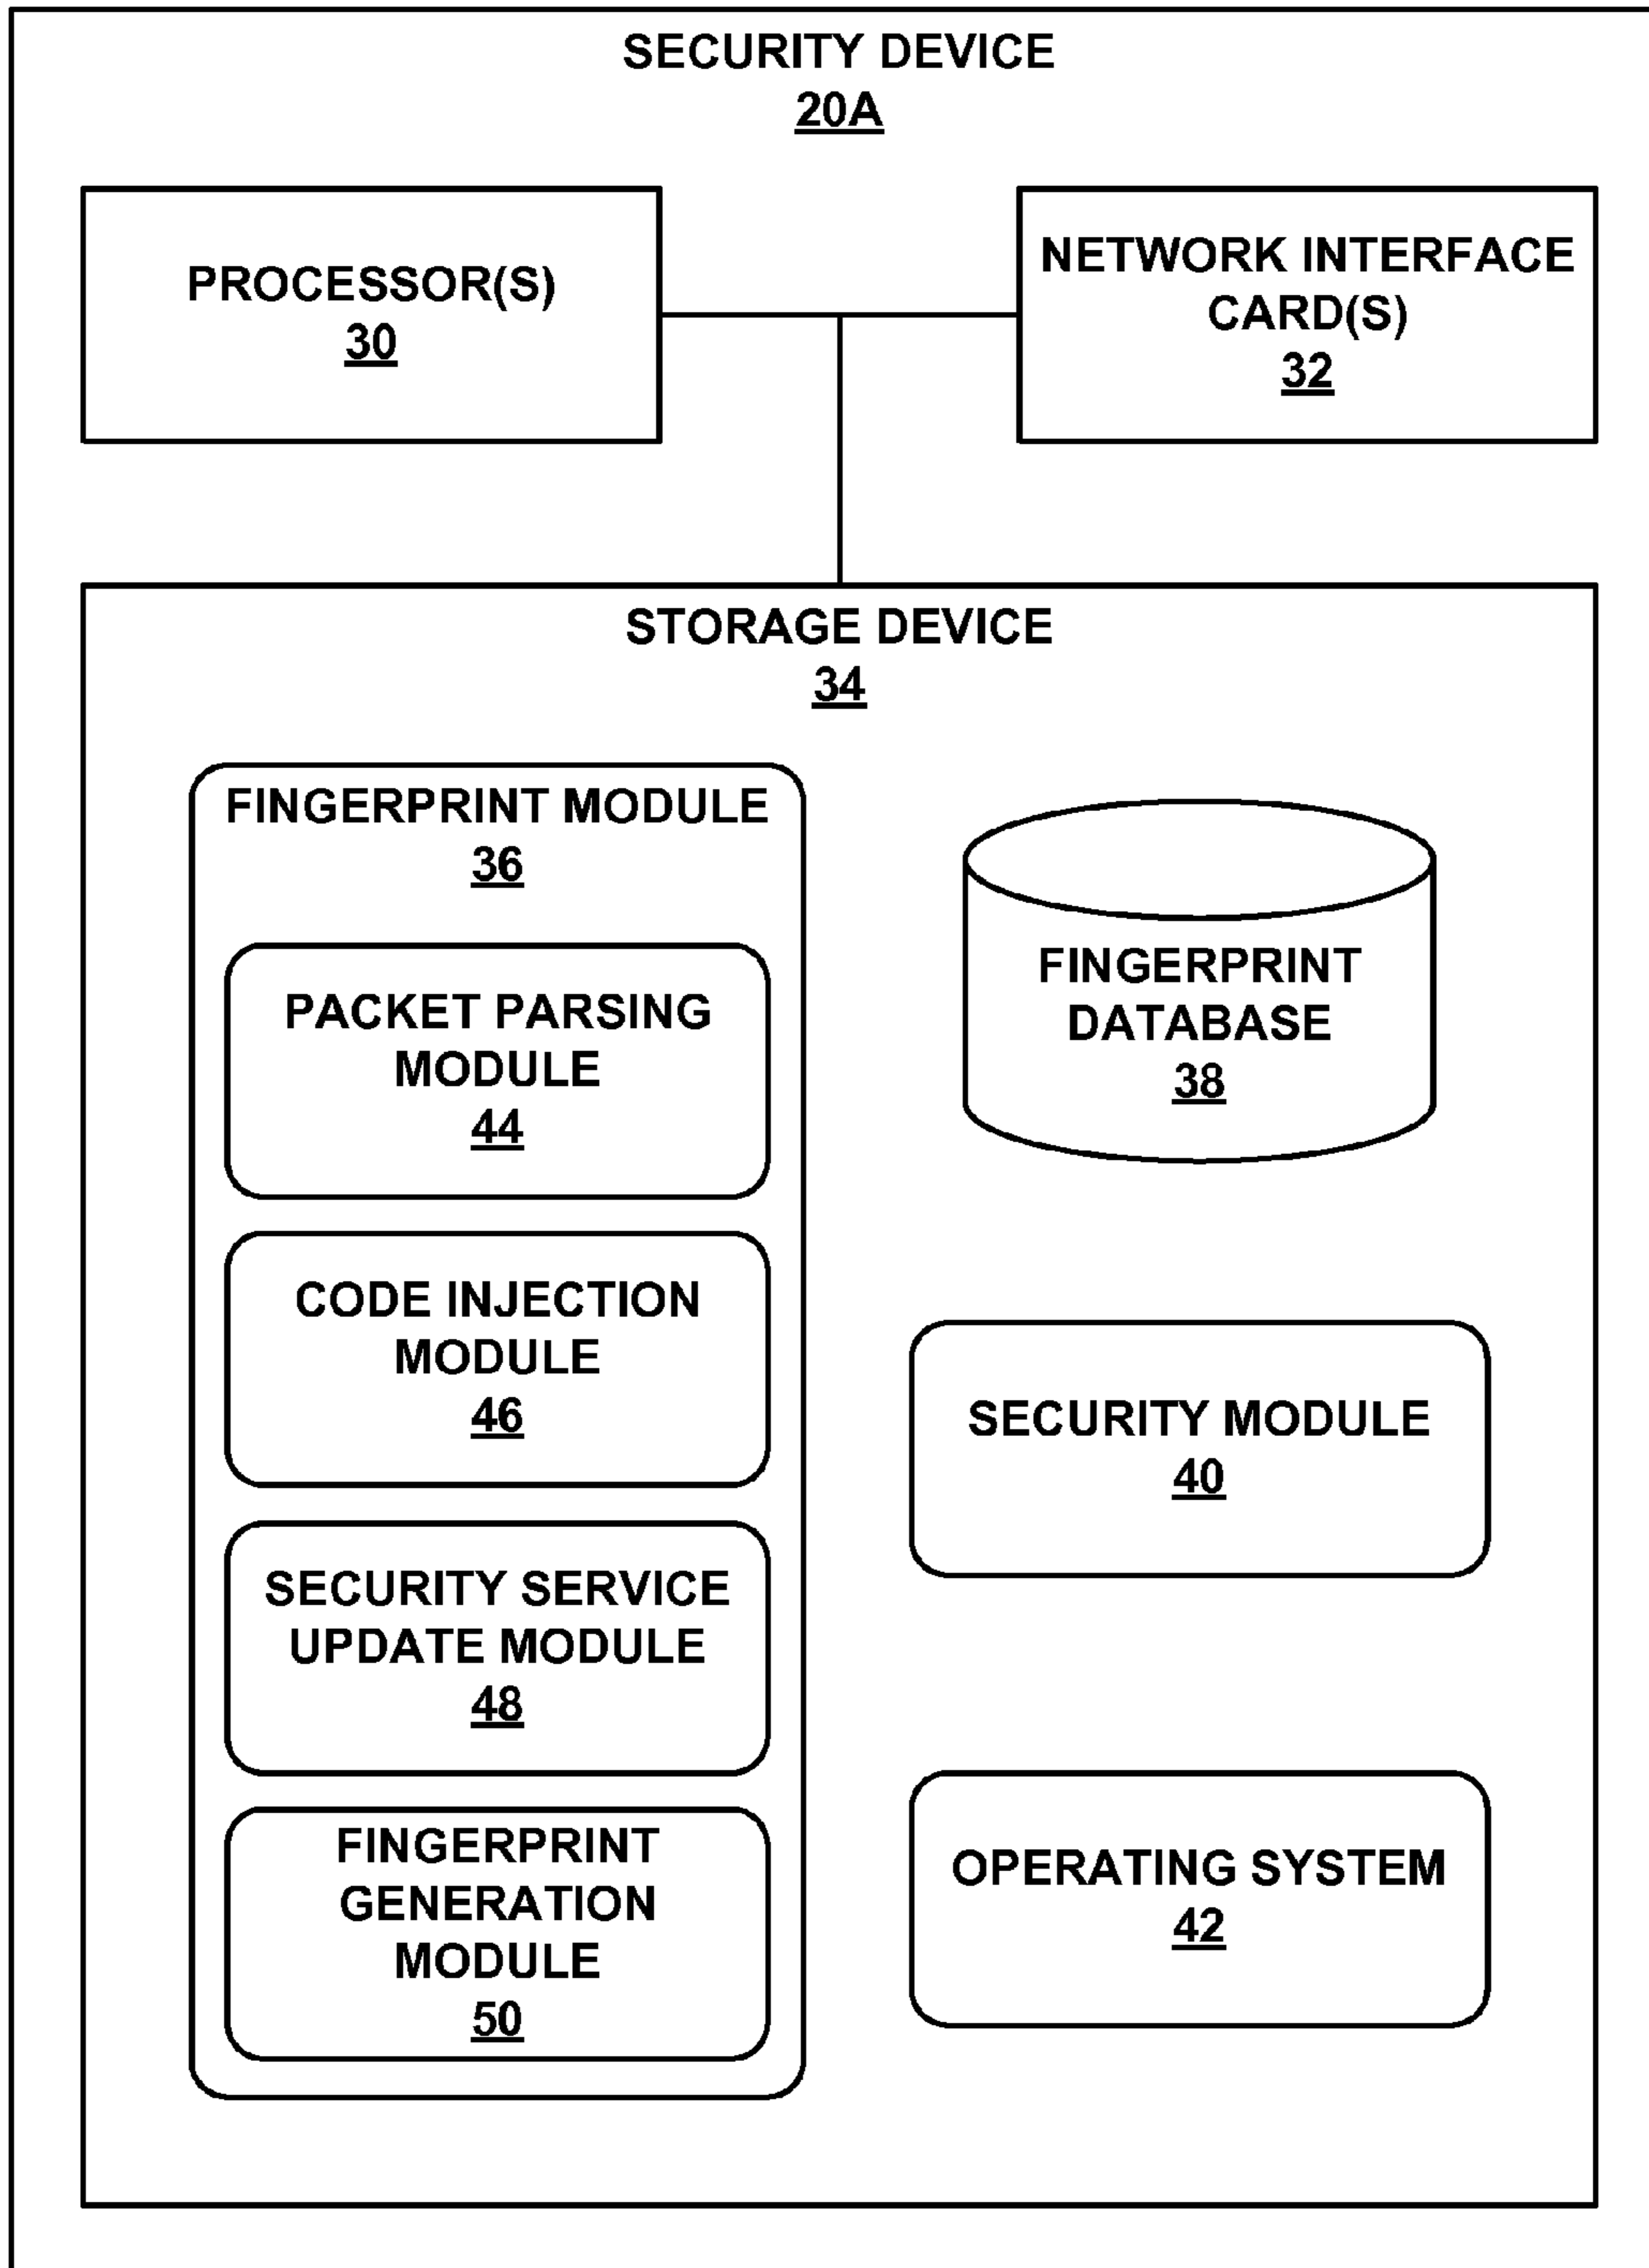 SECURITY DEVICE
20A
PROCESSOR(S)
30
NETWORK INTERFACE
CARD(S)
32
STORAGE DEVICE
34
FINGERPRINT MODULE
36
PACKET PARSING
MODULE
44
CODE INJECTION
MODULE
46
SECURITY SERVICE
UPDATE MODULE
48
FINGERPRINT
GENERATION
MODULE
50
FINGERPRINT
DATABASE
38
SECURITY MODULE
40
OPERATING SYSTEM
42